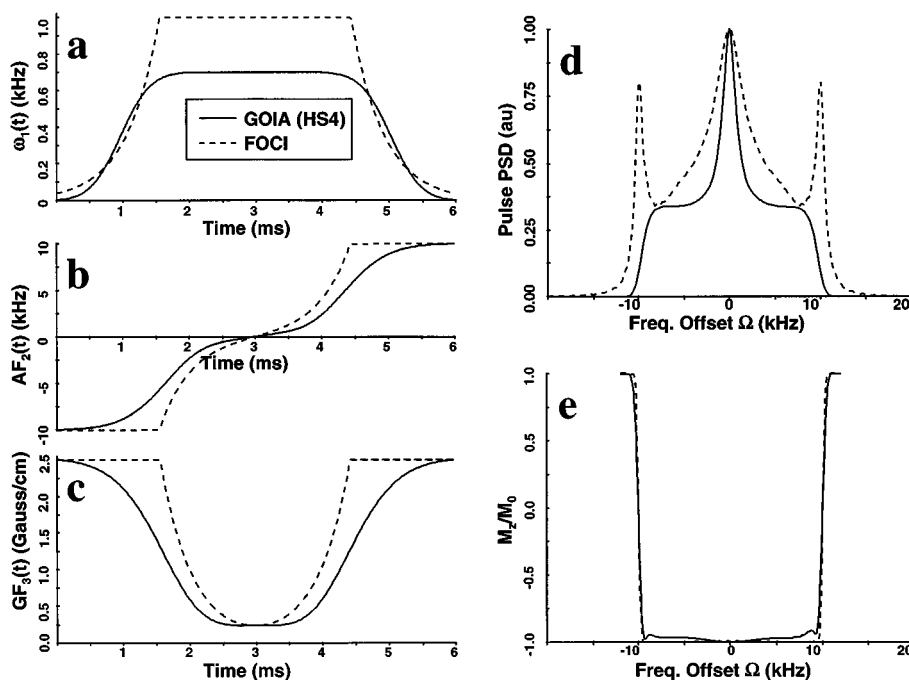 a
ω1(t) (kHz)
0 0.2 0.4 0.6 0.8 1.0
GOIA (HS4)
FOCI
1 2 3 4 5 6
Time (ms)
b
AF2(t) (kHz)
-10 -5 0 5 10
1 2 3 4 5 6
Time (ms)
c
GF3(t) (Gauss/cm)
0.0 0.5 1.0 1.5 2.0 2.5
1 2 3 4 5 6
Time (ms)
d
Pulse PSD (au)
0.00 0.25 0.50 0.75 1.00
-10 0 10 20
Freq. Offset Ω (kHz)
e
Mz/M0
-1.0 -0.5 0.0 0.5 1.0
-20 -10 0 10 20
Freq. Offset Ω (kHz)